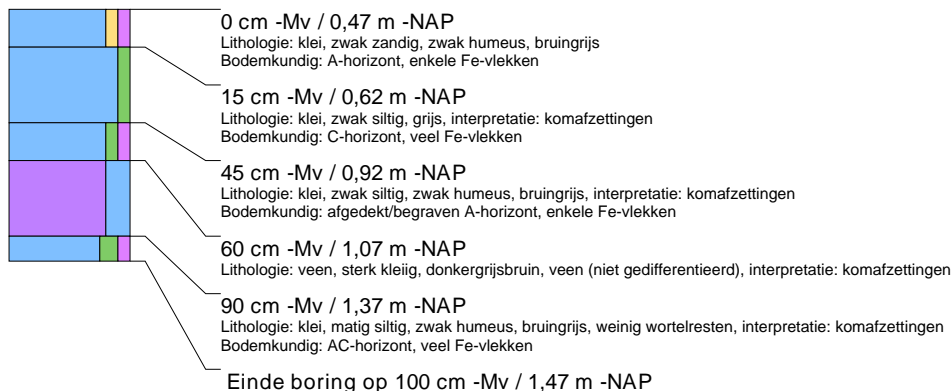 0 cm -Mv / 0,47 m -NAP
Lithologie: klei, zwak zandig, zwak humeus, bruingrijs
Bodemkundig: A-horizont, enkele Fe-vlekken
15 cm -Mv / 0,62 m -NAP
Lithologie: klei, zwak siltig, grijs, interpretatie: komafzettingen
Bodemkundig: C-horizont, veel Fe-vlekken
45 cm -Mv / 0,92 m -NAP
Lithologie: klei, zwak siltig, zwak humeus, bruingrijs, interpretatie: komafzettingen
Bodemkundig: afgedekt/begraven A-horizont, enkele Fe-vlekken
60 cm -Mv / 1,07 m -NAP
Lithologie: veen, sterk kleiig, donkergrijsbruin, veen (niet gedifferentieerd), interpretatie: komafzettingen
90 cm -Mv / 1,37 m -NAP
Lithologie: klei, matig siltig, zwak humeus, bruingrijs, weinig wortelresten, interpretatie: komafzettingen
Bodemkundig: AC-horizont, veel Fe-vlekken
Einde boring op 100 cm -Mv / 1,47 m -NAP